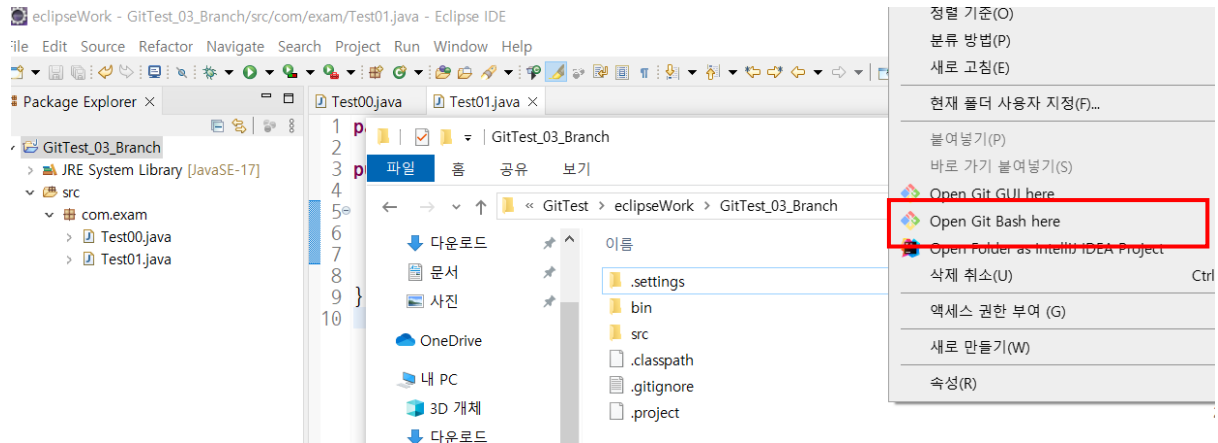 eclipseWork - GitTest_03_Branch/src/com/exam/Test01.java - Eclipse IDE
File Edit Source Refactor Navigate Search Project Run Window Help
Package Explorer
GitTest_03_Branch
JRE System Library [JavaSE-17]
src
com.exam
Test00.java
Test01.java
Test00.java Test01.java
1 p
2
3 p
4
5
6
7
8
9 }
10
GitTest_03_Branch
파일 홈 공유 보기
« GitTest > eclipseWork > GitTest_03_Branch
다운로드
문서
사진
OneDrive
내 PC
3D 개체
다운로드
이름
.settings
bin
src
.classpath
.gitignore
.project
정렬 기준(O)
분류 방법(P)
새로 고침(E)
현재 폴더 사용자 지정(F)...
붙여넣기(P)
바로 가기 붙여넣기(S)
Open Git GUI here
Open Git Bash here
Open Folder as IntelliJ IDEA Project
삭제 취소(U) Ctrl
액세스 권한 부여 (G)
새로 만들기(W)
속성(R)